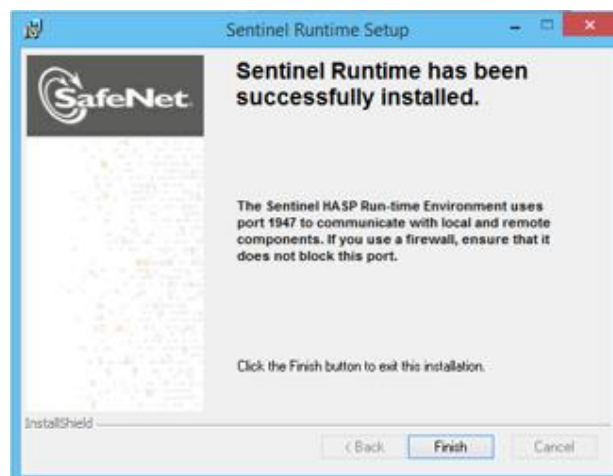 Sentinel Runtime Setup
SafeNet.
Sentinel Runtime has been
successfully installed.
The Sentinel HASP Run-time Environment uses
port 1947 to communicate with local and remote
components. If you use a firewall, ensure that it
does not block this port.
Click the Finish button to exit this installation.
InstallShield
< Back Finish Cancel